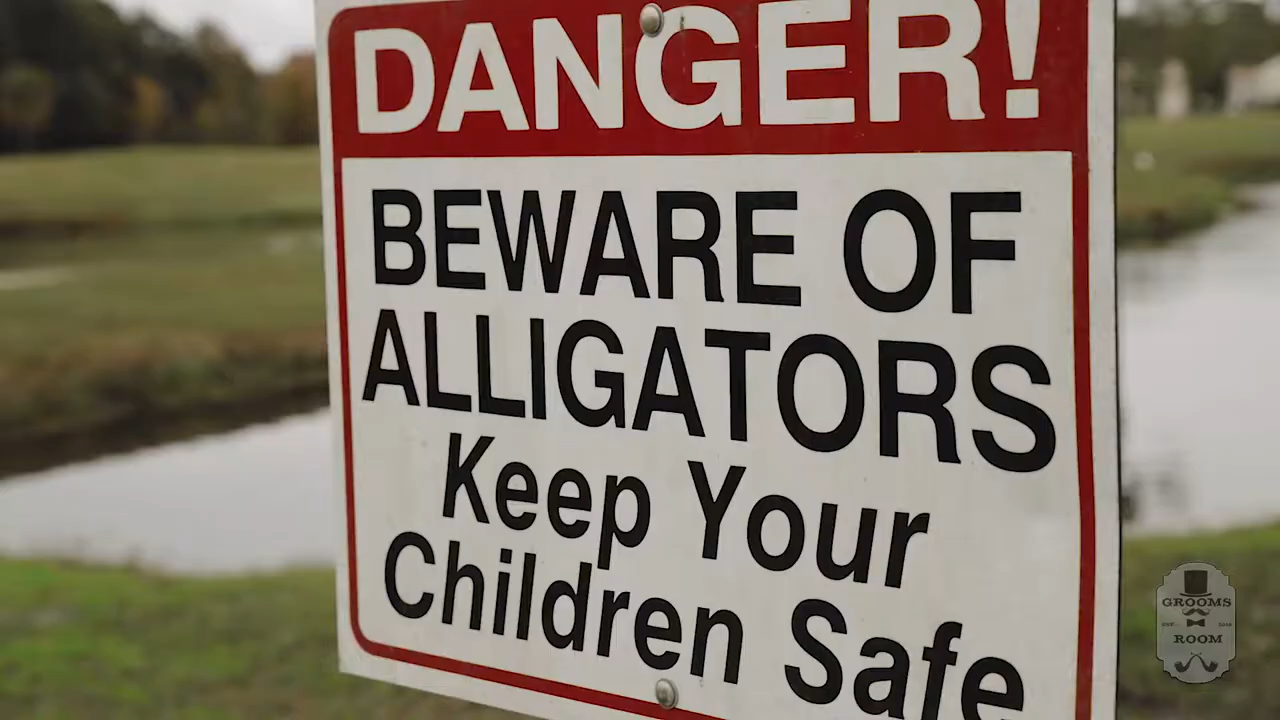 DANGER!
BEWARE OF
ALLIGATORS
Keep Your
Children Safe
GROOMS
ROOM